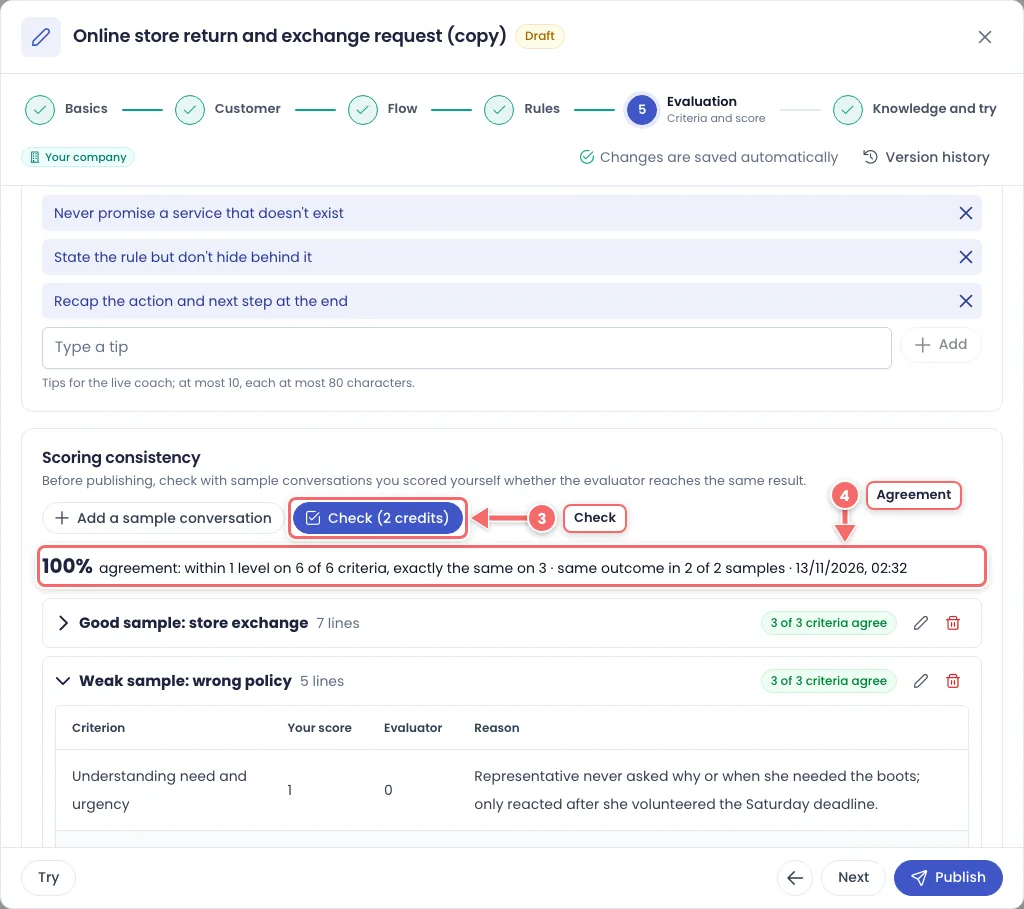 Online store return and exchange request (copy) Draft
Basics Customer Flow Rules 5 Evaluation Knowledge and try
Criteria and score
Your company Changes are saved automatically Version history
Never promise a service that doesn't exist
State the rule but don't hide behind it
Recap the action and next step at the end
Type a tip Add
Tips for the live coach; at most 10, each at most 80 characters.
Scoring consistency
Before publishing, check with sample conversations you scored yourself whether the evaluator reaches the same result.
4 Agreement
Add a sample conversation Check (2 credits) 3 Check
100% agreement: within 1 level on 6 of 6 criteria, exactly the same on 3 · same outcome in 2 of 2 samples · 13/11/2026, 02:32
Good sample: store exchange 7 lines 3 of 3 criteria agree
Weak sample: wrong policy 5 lines 3 of 3 criteria agree
Criterion Your score Evaluator Reason
Understanding need and urgency 1 0 Representative never asked why or when she needed the boots; only reacted after she volunteered the Saturday deadline.
Try Next Publish